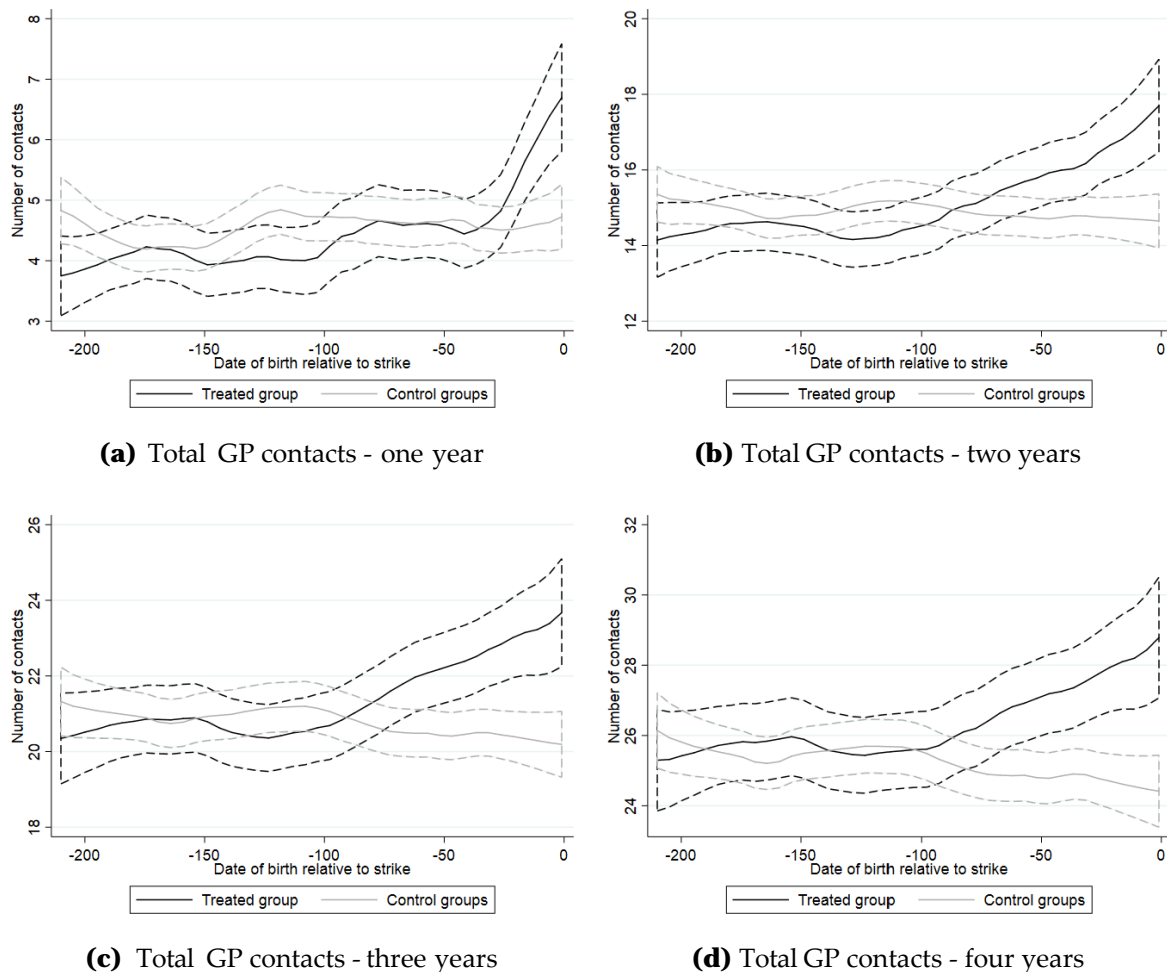 8
7
6
5
4
3
Number of contacts
-200 -150 -100 -50 0
Date of birth relative to strike
Treated group Control groups
(a) Total GP contacts - one year
20
18
16
14
12
Number of contacts
-200 -150 -100 -50 0
Date of birth relative to strike
Treated group Control groups
(b) Total GP contacts - two years
26
24
22
20
18
Number of contacts
-200 -150 -100 -50 0
Date of birth relative to strike
Treated group Control groups
(c) Total GP contacts - three years
32
30
28
26
24
Number of contacts
-200 -150 -100 -50 0
Date of birth relative to strike
Treated group Control groups
(d) Total GP contacts - four years